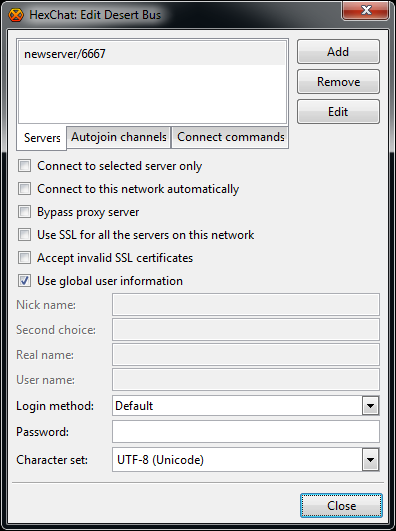 HexChat: Edit Desert Bus
newserver/6667
Add
Remove
Edit
Servers Autojoin channels Connect commands
Connect to selected server only
Connect to this network automatically
Bypass proxy server
Use SSL for all the servers on this network
Accept invalid SSL certificates
Use global user information
Nick name:
Second choice:
Real name:
User name:
Login method: Default
Password:
Character set: UTF-8 (Unicode)
Close